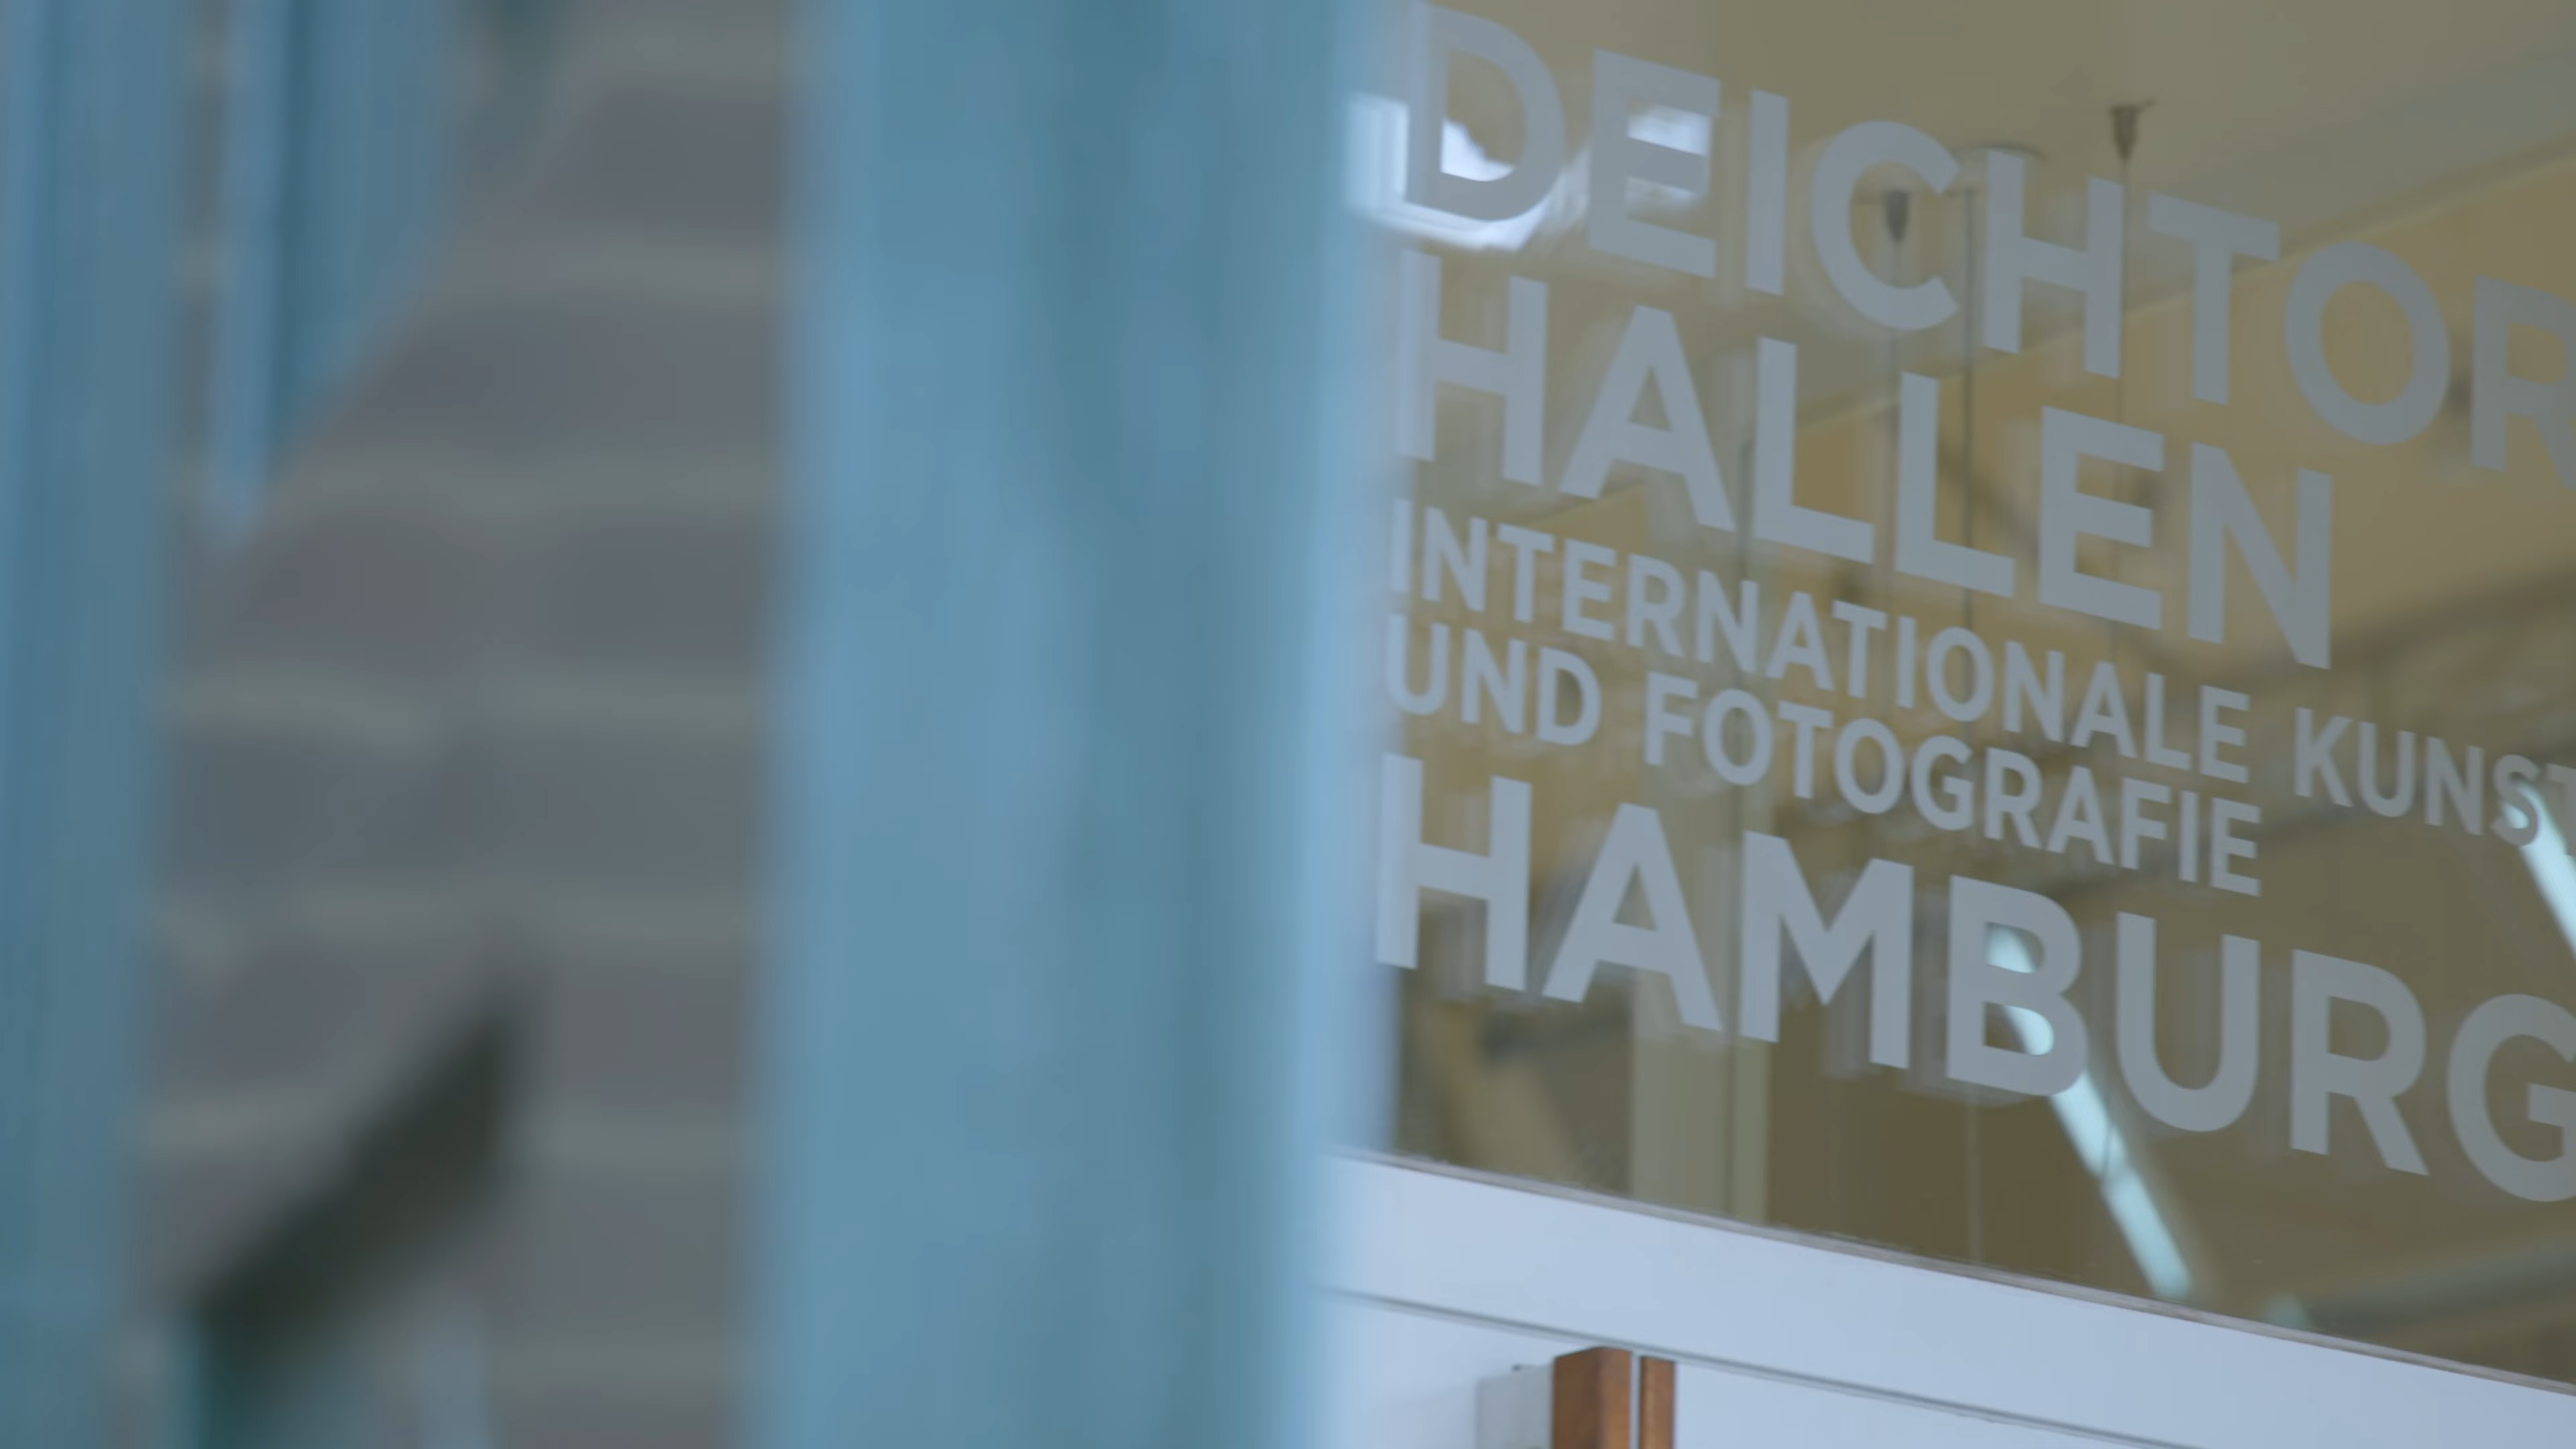 DEICHTOR
HALLEN
INTERNATIONALE KUNST
UND FOTOGRAFIE
HAMBURG